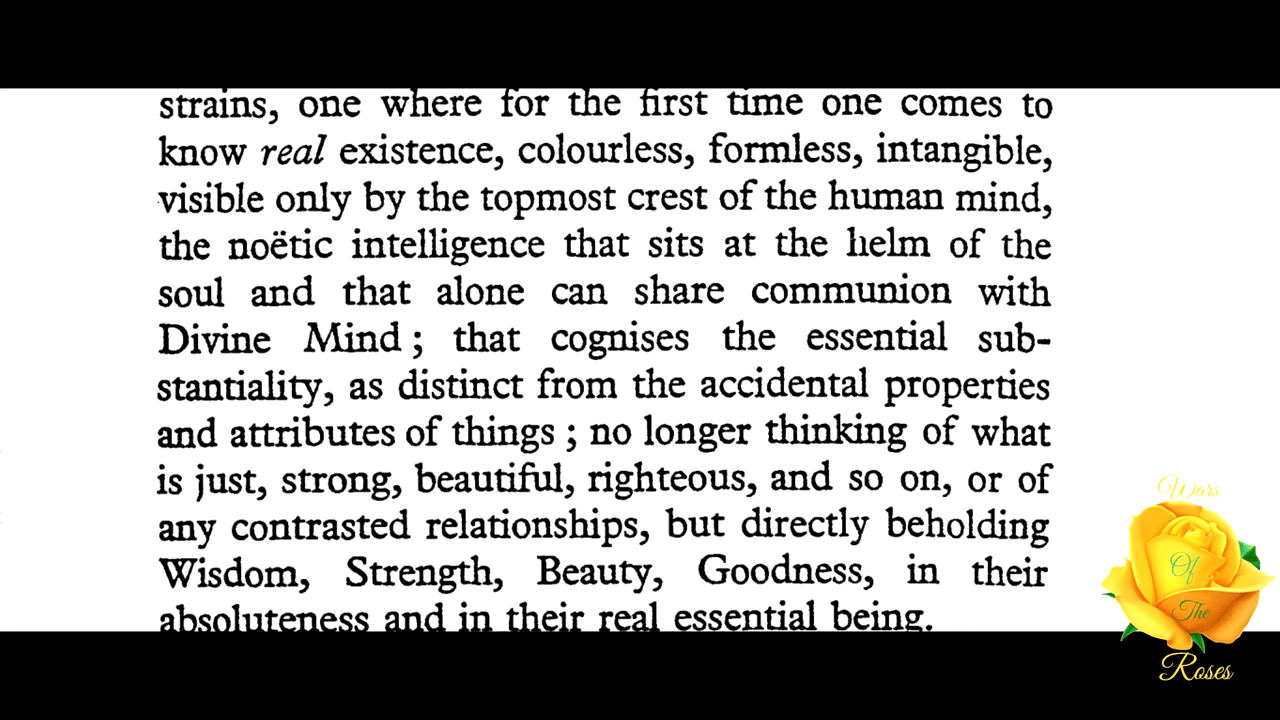 strains, one where for the first time one comes to
know real existence, colourless, formless, intangible,
visible only by the topmost crest of the human mind,
the noëtic intelligence that sits at the helm of the
soul and that alone can share communion with
Divine Mind ; that cognises the essential sub-
stantiality, as distinct from the accidental properties
and attributes of things ; no longer thinking of what
is just, strong, beautiful, righteous, and so on, or of
any contrasted relationships, but directly beholding
Wisdom, Strength, Beauty, Goodness, in their
absoluteness and in their real essential being.
Wars
Of
The
Roses